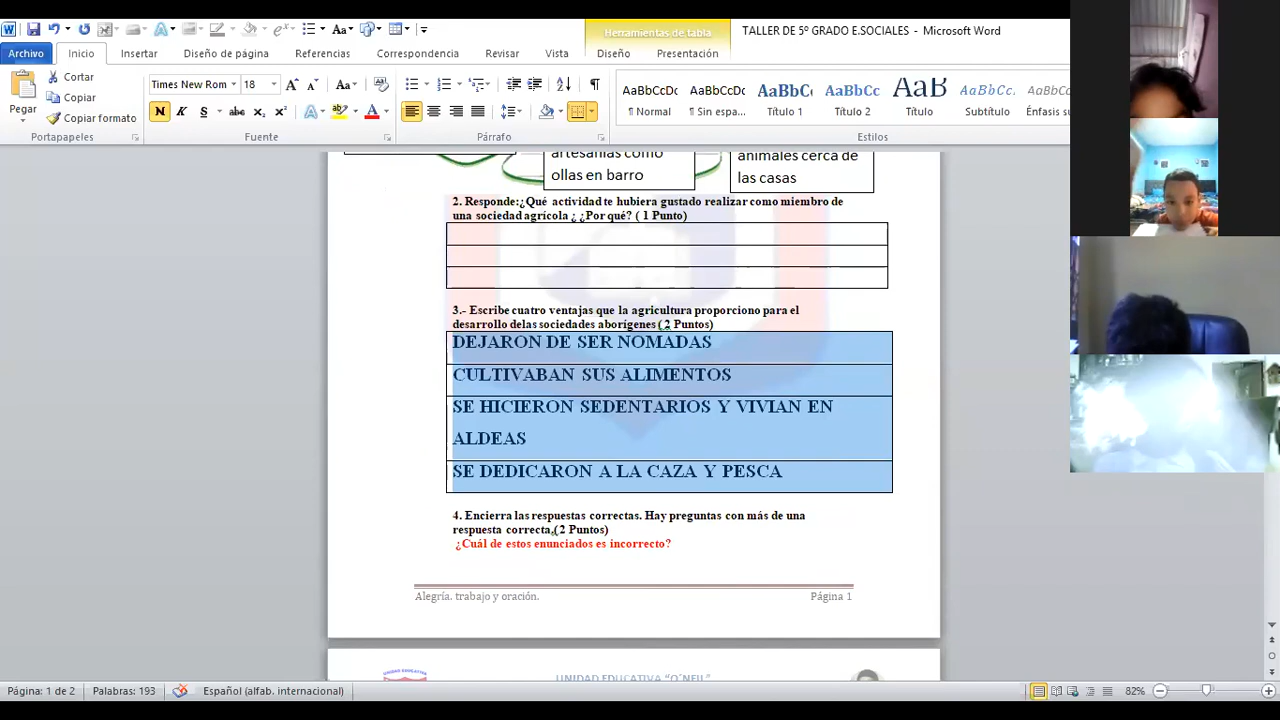 Herramientas de tabla
TALLER DE 5º GRADO E.SOCIALES - Microsoft Word
Archivo Inicio Insertar Diseño de página Referencias Correspondencia Revisar Vista Diseño Presentación
Pegar
Cortar
Copiar
Copiar formato
Times New Rom 18
AaBbCcDc AaBbCcDc AaBbCc AaBbCc AaB AaBbCc. AaBbCc
¶ Normal ¶ Sin espa... Título 1 Título 2 Título Subtítulo Énfasis su
Portapapeles Fuente Párrafo Estilos
artesanías como
ollas en barro
animales cerca de
las casas
2. Responde:¿Qué actividad te hubiera gustado realizar como miembro de
una sociedad agrícola ¿ ¿Por qué? ( 1 Punto)
3.- Escribe cuatro ventajas que la agricultura proporciono para el
desarrollo delas sociedades aborígenes ( 2 Puntos)
DEJARON DE SER NOMADAS
CULTIVABAN SUS ALIMENTOS
SE HICIERON SEDENTARIOS Y VIVIAN EN
ALDEAS
SE DEDICARON A LA CAZA Y PESCA
4. Encierra las respuestas correctas. Hay preguntas con más de una
respuesta correcta,(2 Puntos)
¿Cuál de estos enunciados es incorrecto?
Alegría. trabajo y oración. Página 1
UNIDAD EDUCATIVA
UNIDAD EDUCATIVA "O´NEIL"
Página: 1 de 2 Palabras: 193 Español (alfab. internacional) 82%